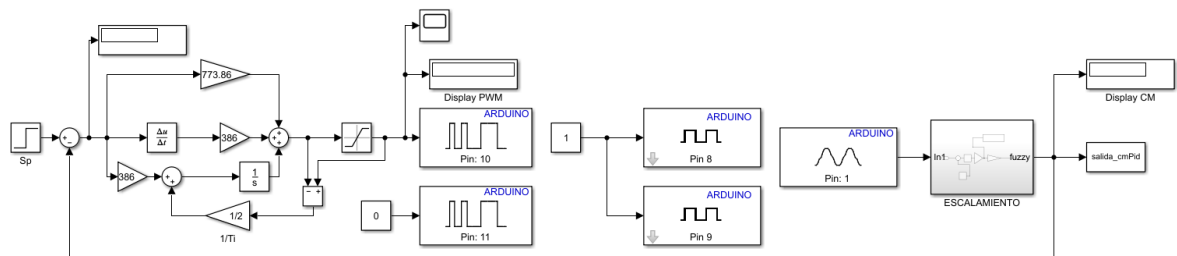 773.86
Display PWM
ARDUINO
Pin: 10
Sp
Δu
Δt
386
386
1
s
1/2
1/Ti
0
ARDUINO
Pin: 11
1
ARDUINO
Pin 8
ARDUINO
Pin 9
ARDUINO
Pin: 1
In1
fuzzy
ESCALAMIENTO
Display CM
salida_cmPid